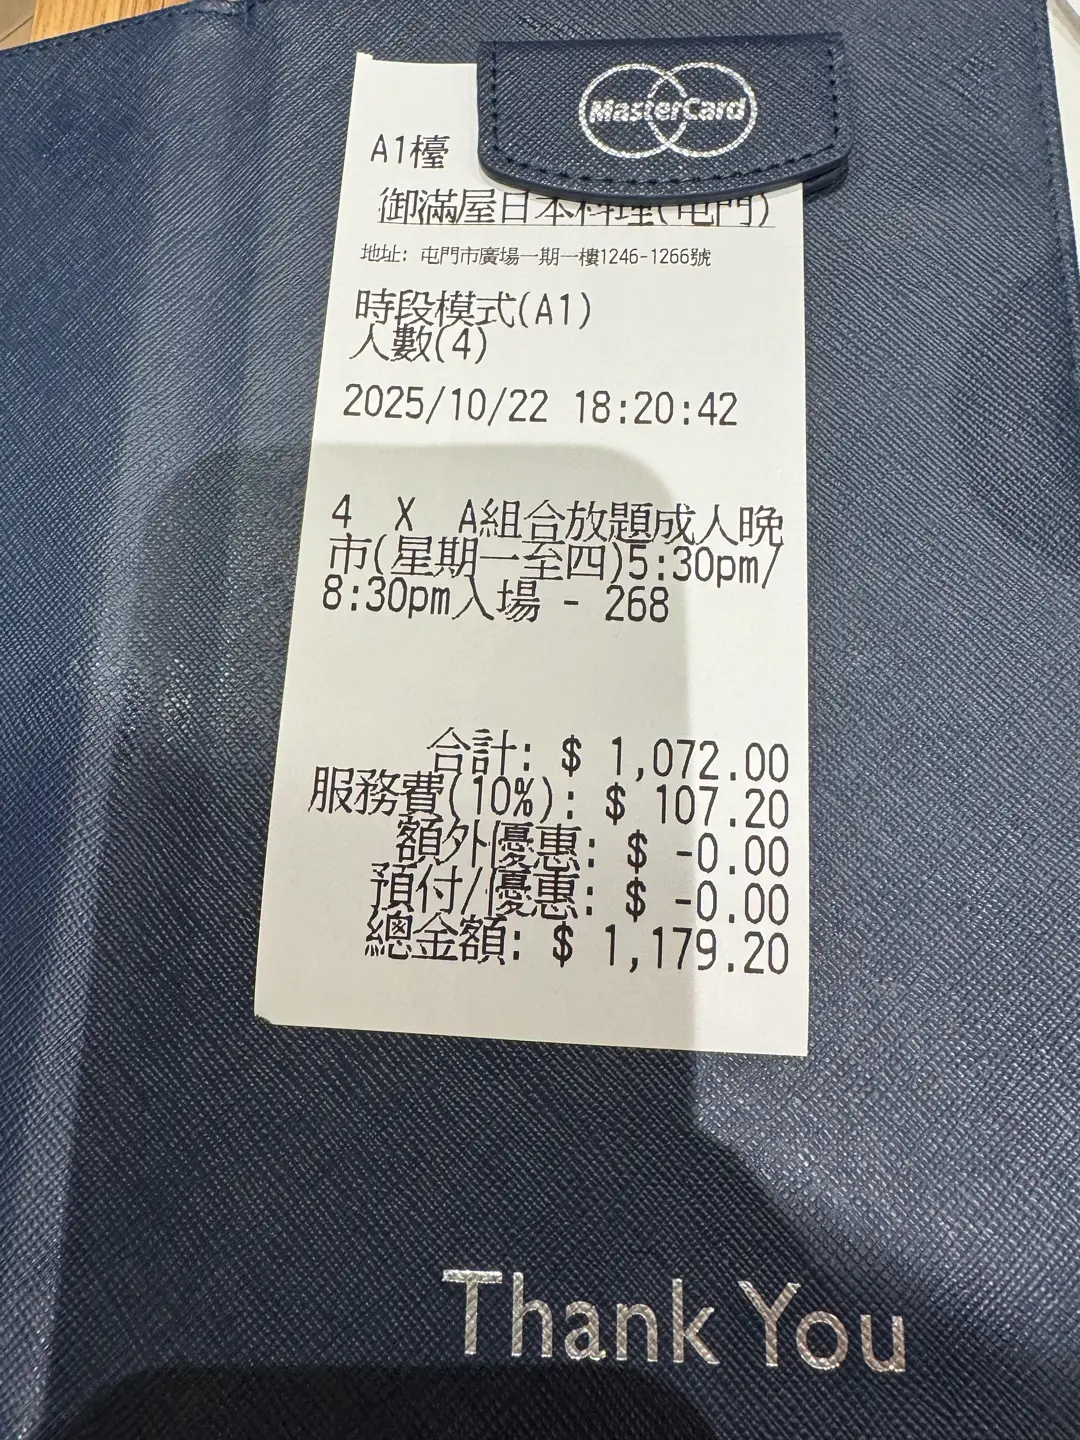 MasterCard
A1檯
御滿屋日本料理(屯門)
地址: 屯門市廣場一期一樓1246-1266號
時段模式(A1)
人數(4)
2025/10/22 18:20:42
4 X A組合放題成人晚
市(星期一至四)5:30pm/
8:30pm入場 - 268
合計: $ 1,072.00
服務費(10%): $ 107.20
額外優惠: $ -0.00
預付/優惠: $ -0.00
總金額: $ 1,179.20
Thank You